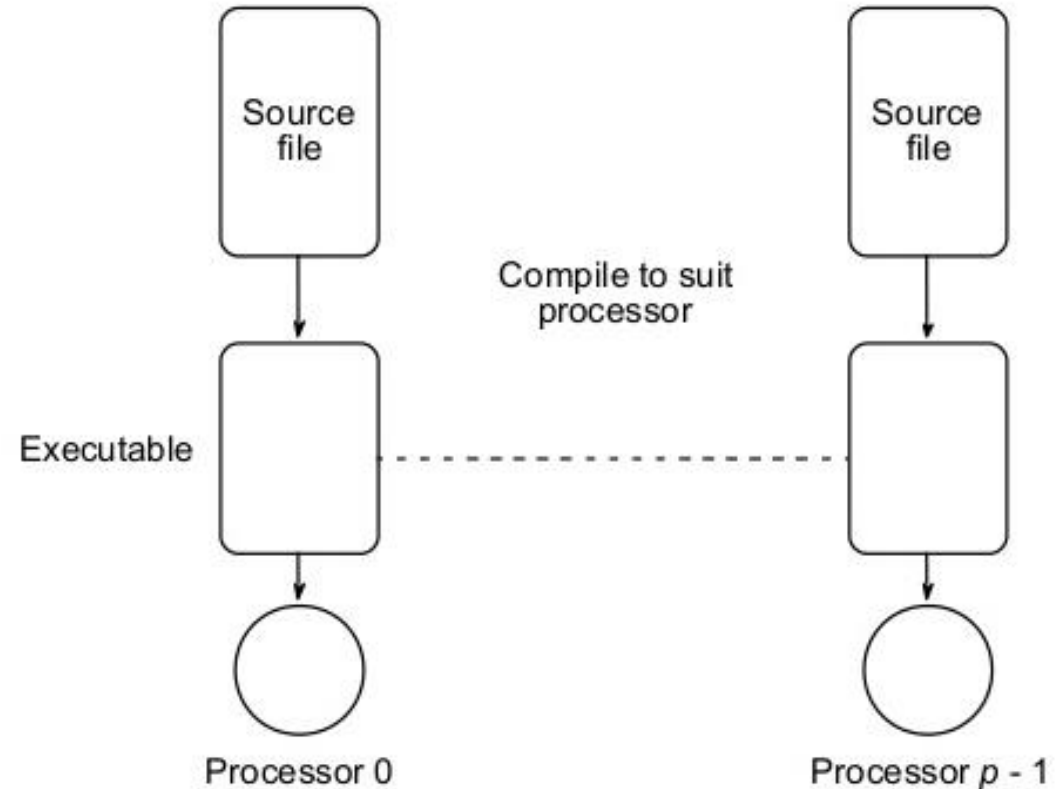 Source
file
Source
file
Compile to suit
processor
Executable
Processor 0
Processor p - 1